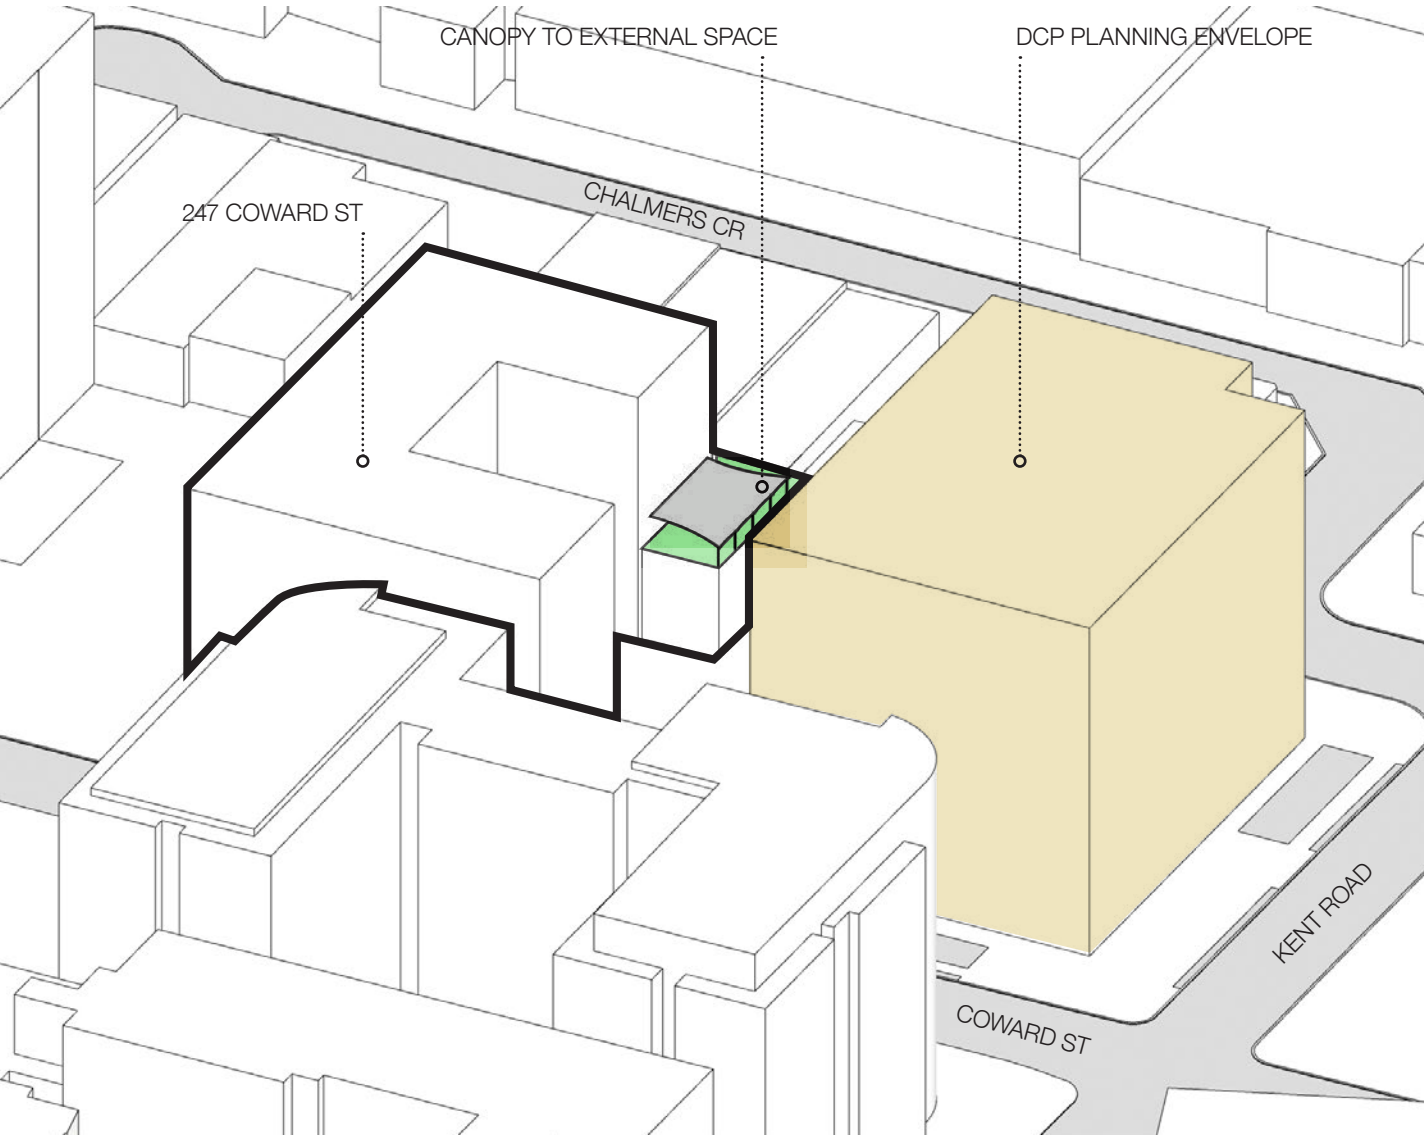 CANOPY TO EXTERNAL SPACE
DCP PLANNING ENVELOPE
CHALMERS CR
247 COWARD ST
KENT ROAD
COWARD ST